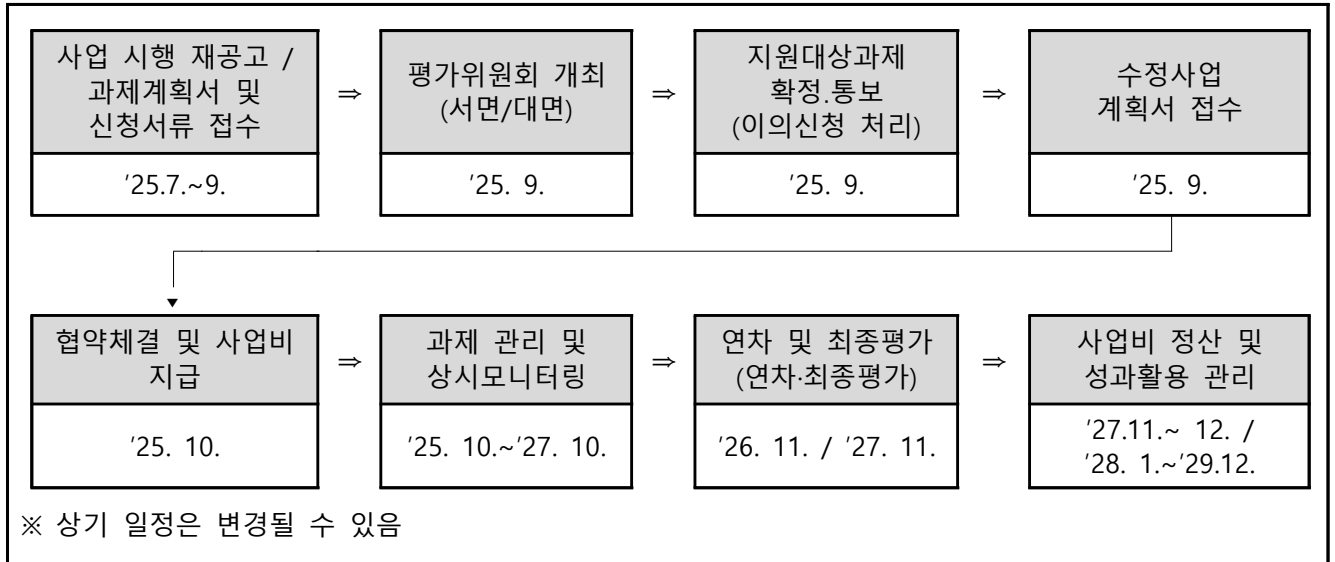 사업 시행 재공고 /
과제계획서 및
신청서류 접수
'25.7.~9.
⇒
평가위원회 개최
(서면/대면)
'25. 9.
⇒
지원대상과제
확정.통보
(이의신청 처리)
'25. 9.
⇒
수정사업
계획서 접수
'25. 9.
협약체결 및 사업비
지급
'25. 10.
⇒
과제 관리 및
상시모니터링
'25. 10.~'27. 10.
⇒
연차 및 최종평가
(연차·최종평가)
'26. 11. / '27. 11.
⇒
사업비 정산 및
성과활용 관리
'27.11.~ 12. /
'28. 1.~'29.12.
※ 상기 일정은 변경될 수 있음